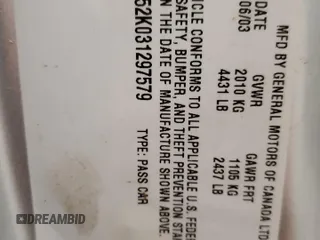 MFD BY GENERAL MOTORS OF CANADA LTD
DATE GVWR GAWR FRT
06/03 2010 KG 1105 KG
4431 LB 2437 LB
ICLE CONFORMS TO ALL APPLICABLE U.S. FEDE
SAFETY, BUMPER, AND THEFT PREVENTION STA
ON THE DATE OF MANUFACTURE SHOWN ABOVE.
52K031297579 TYPE: PASS CAR
DREAMBID